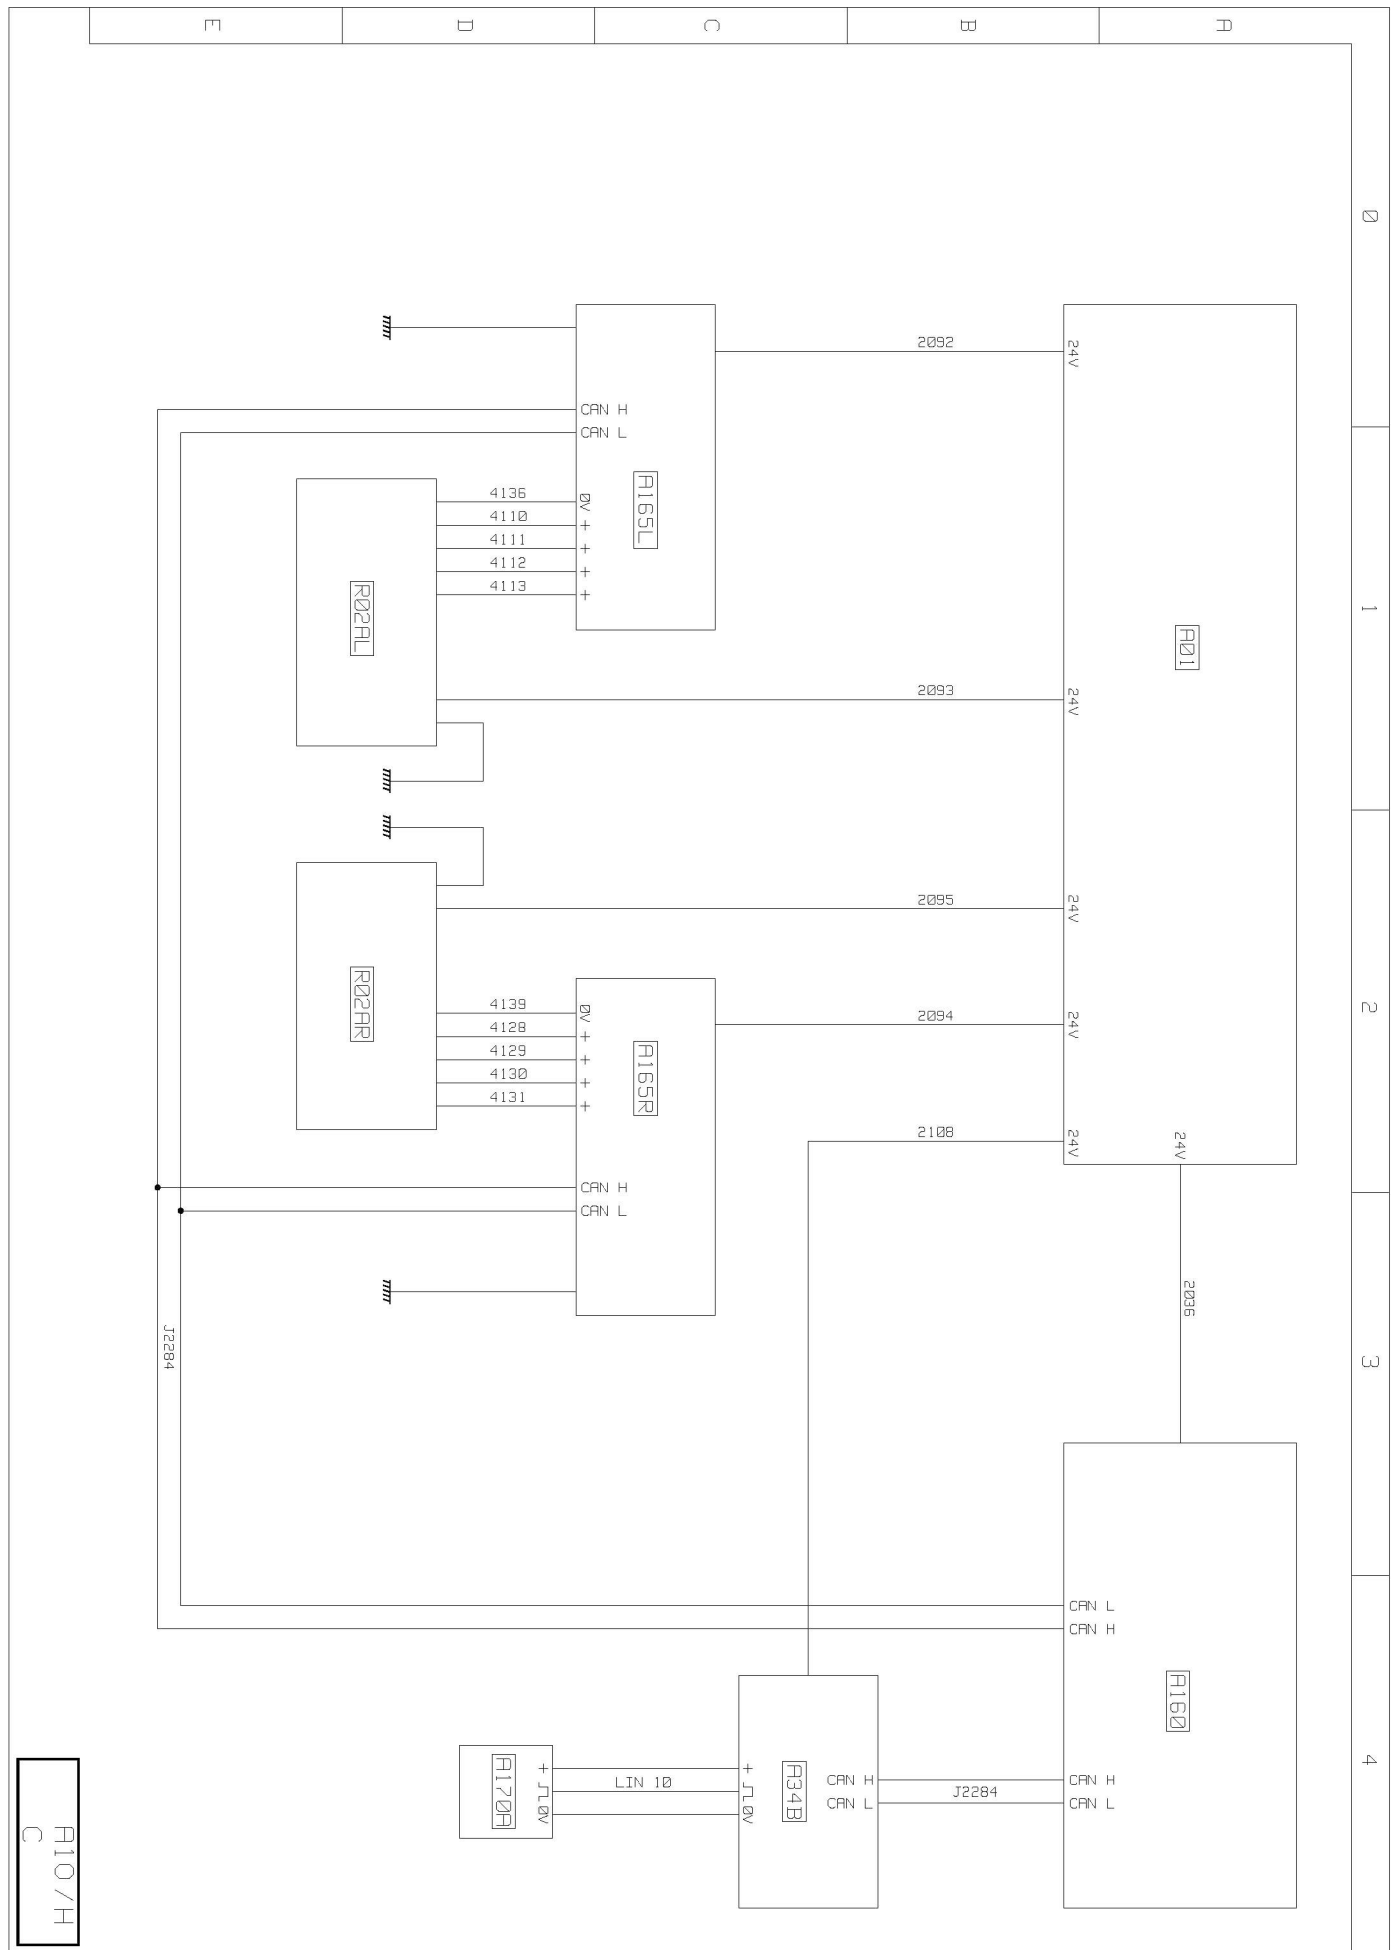 E
D
C
B
A
0
1
2
3
4
A01
24V
24V
24V
24V
24V
24V
2092
2093
2095
2094
2108
2036
A165L
CAN H
CAN L
0V
+
+
+
+
4136
4110
4111
4112
4113
R02AL
R02AR
4139
4128
4129
4130
4131
A165R
0V
+
+
+
+
CAN H
CAN L
J2284
A160
CAN L
CAN H
CAN H
CAN L
J2284
A34B
CAN H
CAN L
+
0V
LIN 10
A170A
+
0V
A10/H
C